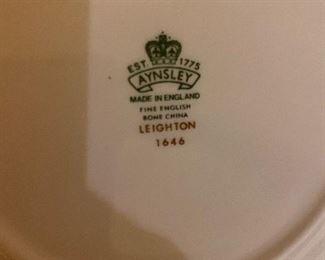 EST. 1775
AYNSLEY
MADE IN ENGLAND
FINE ENGLISH
BONE CHINA
LEIGHTON
1646